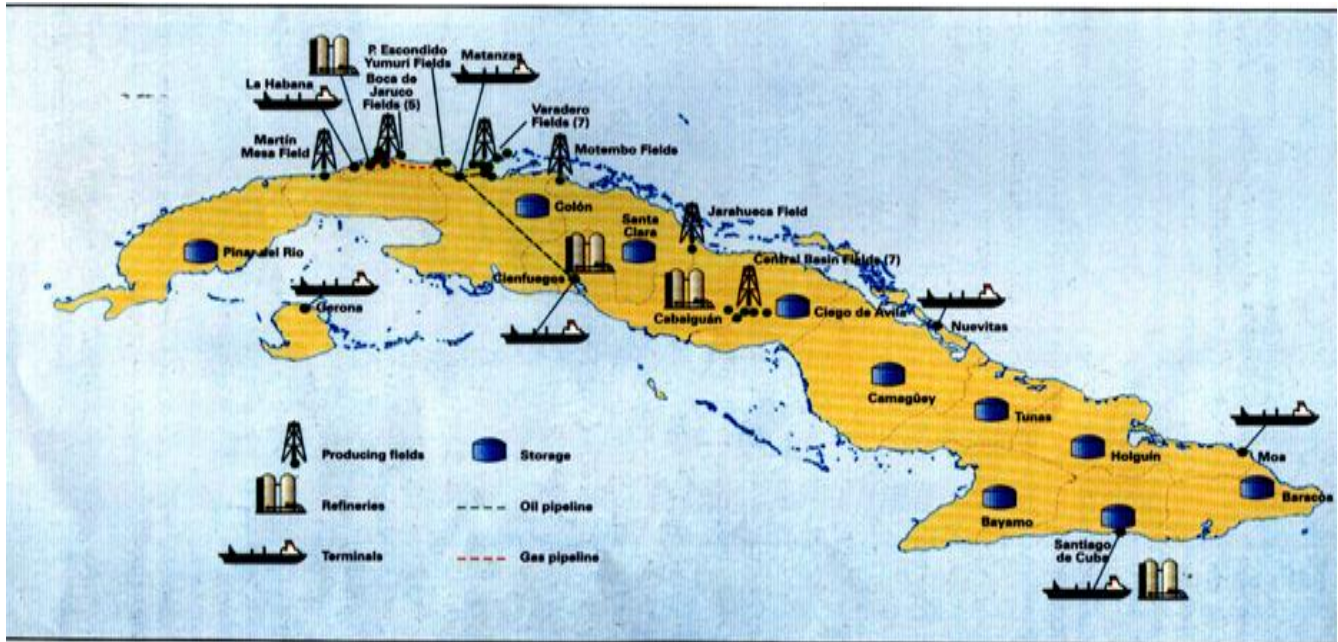 P. Escondido
Yumuri Fields
Matanzas
La Habana
Boca de
Jaruco
Fields (5)
Varadero
Fields (7)
Martín
Mesa Field
Motembo Fields
Colón
Santa
Clara
Jarahueca Field
Pinar del Rio
Cienfuegos
Central Basin Fields (7)
Gerona
Cabaiguán
Ciego de Avila
Nuevitas
Camagüey
Tunas
Producing fields
Storage
Holguín
Moa
Refineries
Oil pipeline
Bayamo
Baracoa
Terminals
Gas pipeline
Santiago
de Cuba